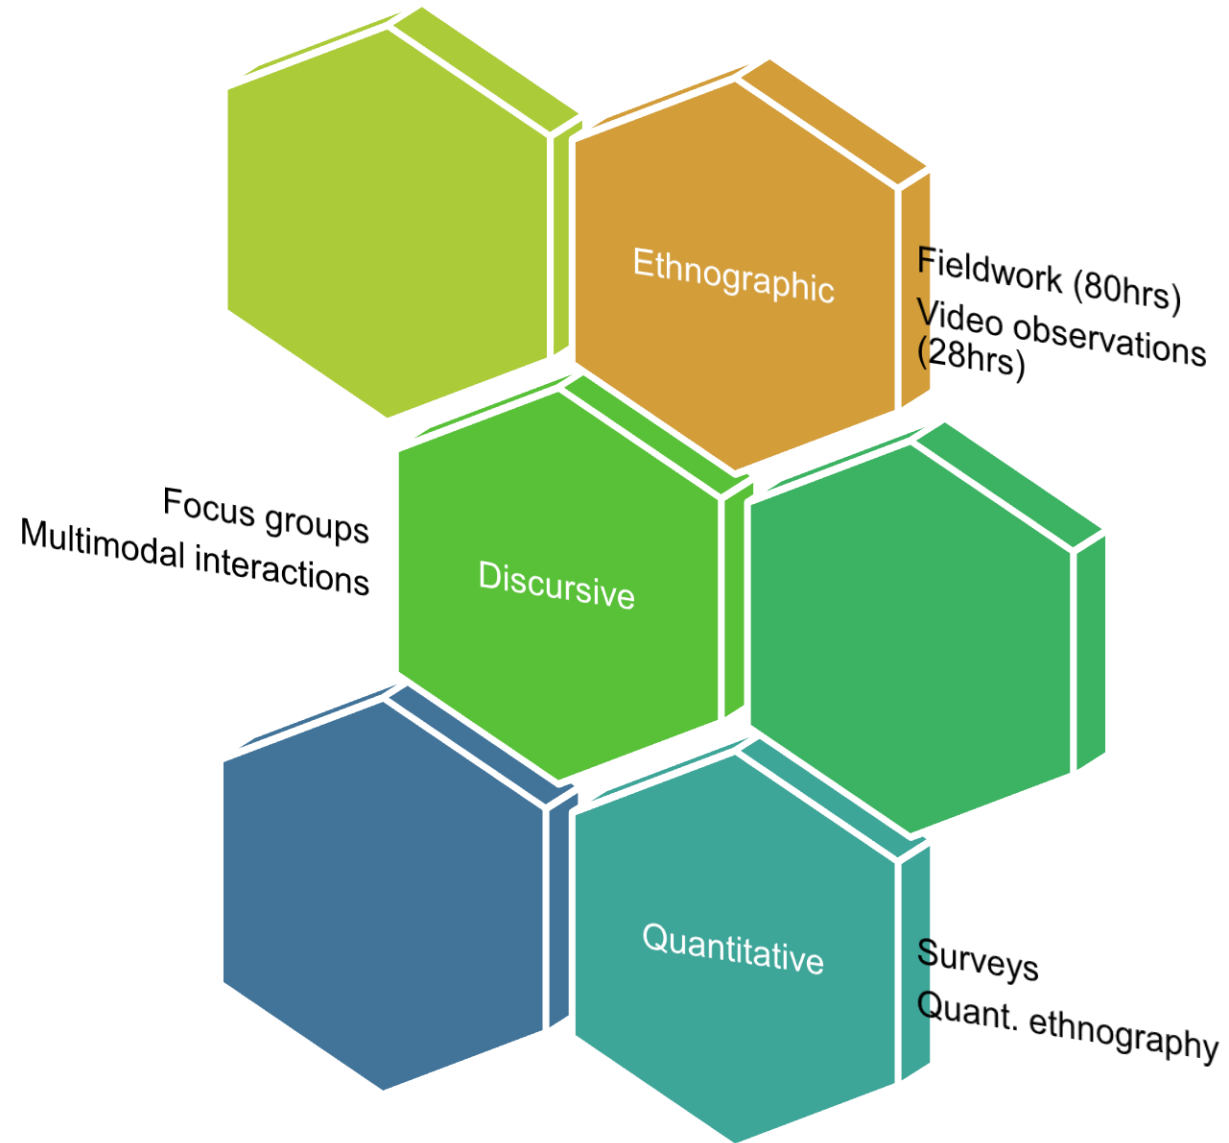 Ethnographic
Fieldwork (80hrs)
Video observations
(28hrs)
Focus groups
Multimodal interactions
Discursive
Quantitative
Surveys
Quant. ethnography